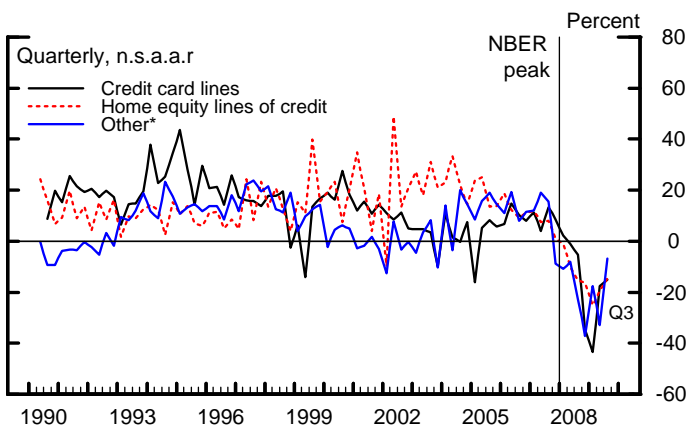 Percent
Quarterly, n.s.a.a.r
NBER
peak
Credit card lines
Home equity lines of credit
Other*
80
60
40
20
0
-20
-40
-60
Q3
1990 1993 1996 1999 2002 2005 2008